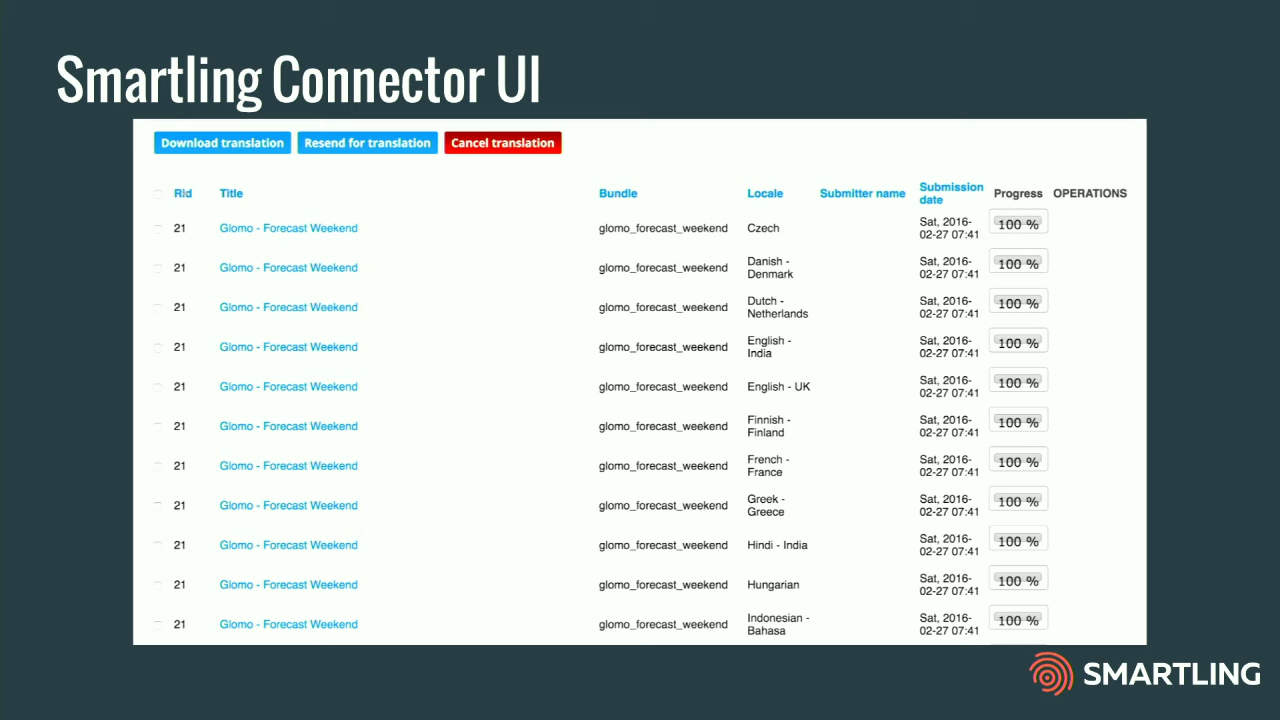 Smartling Connector UI
Download translation Resend for translation Cancel translation
Rid Title Bundle Locale Submitter name Submission date Progress OPERATIONS
21 Glomo - Forecast Weekend glomo_forecast_weekend Czech Sat, 2016-02-27 07:41 100 %
21 Glomo - Forecast Weekend glomo_forecast_weekend Danish - Denmark Sat, 2016-02-27 07:41 100 %
21 Glomo - Forecast Weekend glomo_forecast_weekend Dutch - Netherlands Sat, 2016-02-27 07:41 100 %
21 Glomo - Forecast Weekend glomo_forecast_weekend English - India Sat, 2016-02-27 07:41 100 %
21 Glomo - Forecast Weekend glomo_forecast_weekend English - UK Sat, 2016-02-27 07:41 100 %
21 Glomo - Forecast Weekend glomo_forecast_weekend Finnish - Finland Sat, 2016-02-27 07:41 100 %
21 Glomo - Forecast Weekend glomo_forecast_weekend French - France Sat, 2016-02-27 07:41 100 %
21 Glomo - Forecast Weekend glomo_forecast_weekend Greek - Greece Sat, 2016-02-27 07:41 100 %
21 Glomo - Forecast Weekend glomo_forecast_weekend Hindi - India Sat, 2016-02-27 07:41 100 %
21 Glomo - Forecast Weekend glomo_forecast_weekend Hungarian Sat, 2016-02-27 07:41 100 %
21 Glomo - Forecast Weekend glomo_forecast_weekend Indonesian - Bahasa Sat, 2016-02-27 07:41 100 %
SMARTLING